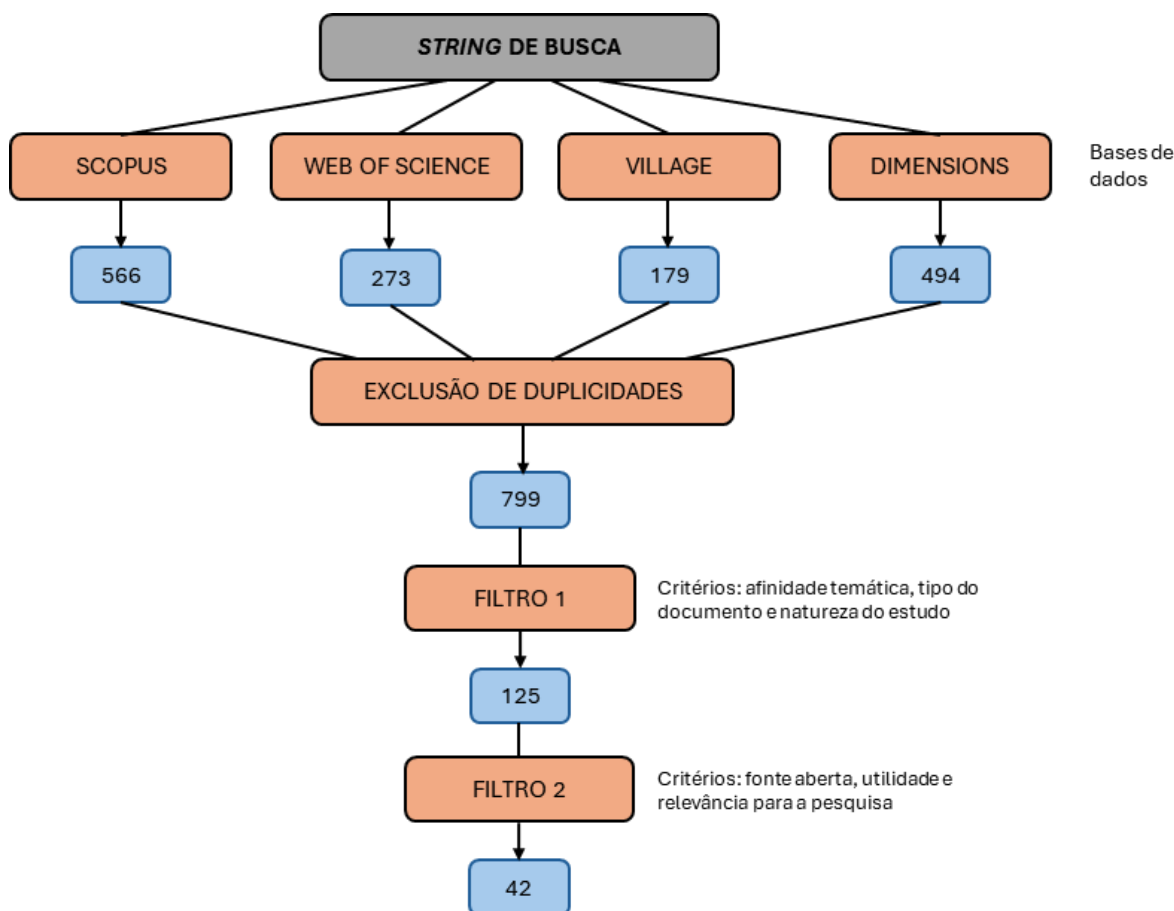 STRING DE BUSCA
SCOPUS
WEB OF SCIENCE
VILLAGE
DIMENSIONS
Bases de
dados
566
273
179
494
EXCLUSÃO DE DUPLICIDADES
799
FILTRO 1
Critérios: afinidade temática, tipo do
documento e natureza do estudo
125
FILTRO 2
Critérios: fonte aberta, utilidade e
relevância para a pesquisa
42